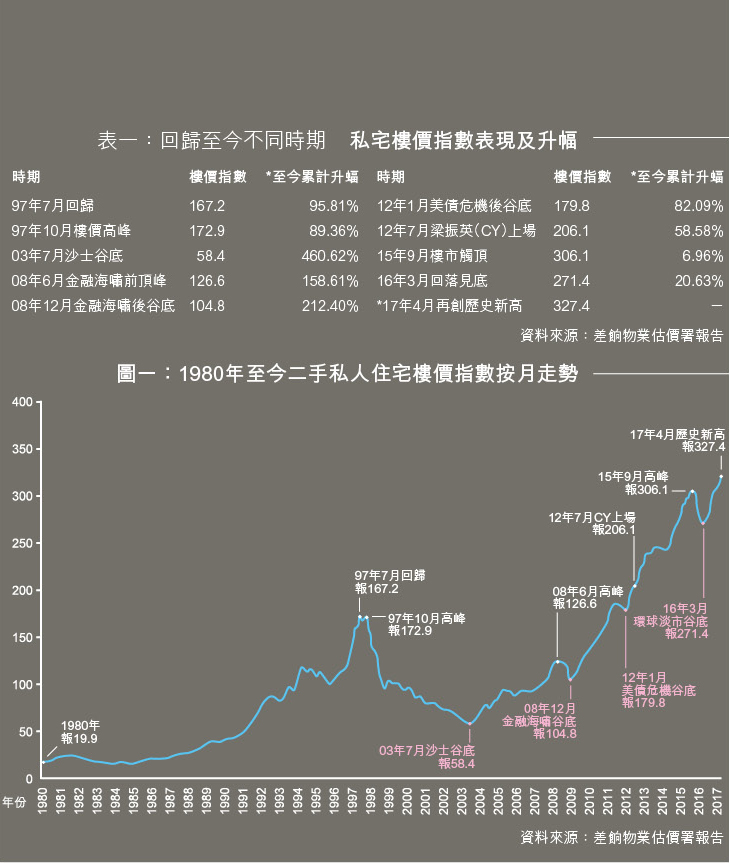 表一：回歸至今不同時期　私宅樓價指數表現及升幅
時期 樓價指數 *至今累計升幅 時期 樓價指數 *至今累計升幅
97年7月回歸 167.2 95.81% 12年1月美債危機後谷底 179.8 82.09%
97年10月樓價高峰 172.9 89.36% 12年7月梁振英（CY）上場 206.1 58.58%
03年7月沙士谷底 58.4 460.62% 15年9月樓市觸頂 306.1 6.96%
08年6月金融海嘯前頂峰 126.6 158.61% 16年3月回落見底 271.4 20.63%
08年12月金融海嘯後谷底 104.8 212.40% *17年4月再創歷史新高 327.4 —
資料來源：差餉物業估價署報告
圖一：1980年至今二手私人住宅樓價指數按月走勢
400
350
300
250
200
150
100
50
0
17年4月歷史新高
報327.4
15年9月高峰
報306.1
12年7月CY上場
報206.1
97年7月回歸
報167.2
08年6月高峰
報126.6
97年10月高峰
報172.9
16年3月
環球淡市谷底
報271.4
12年1月
美債危機谷底
報179.8
08年12月
金融海嘯谷底
報104.8
1980年
報19.9
03年7月沙士谷底
報58.4
年份 1980 1981 1982 1983 1984 1985 1986 1987 1988 1989 1990 1991 1992 1993 1994 1995 1996 1997 1998 1999 2000 2001 2002 2003 2004 2005 2006 2007 2008 2009 2010 2011 2012 2013 2014 2015 2016 2017
資料來源：差餉物業估價署報告